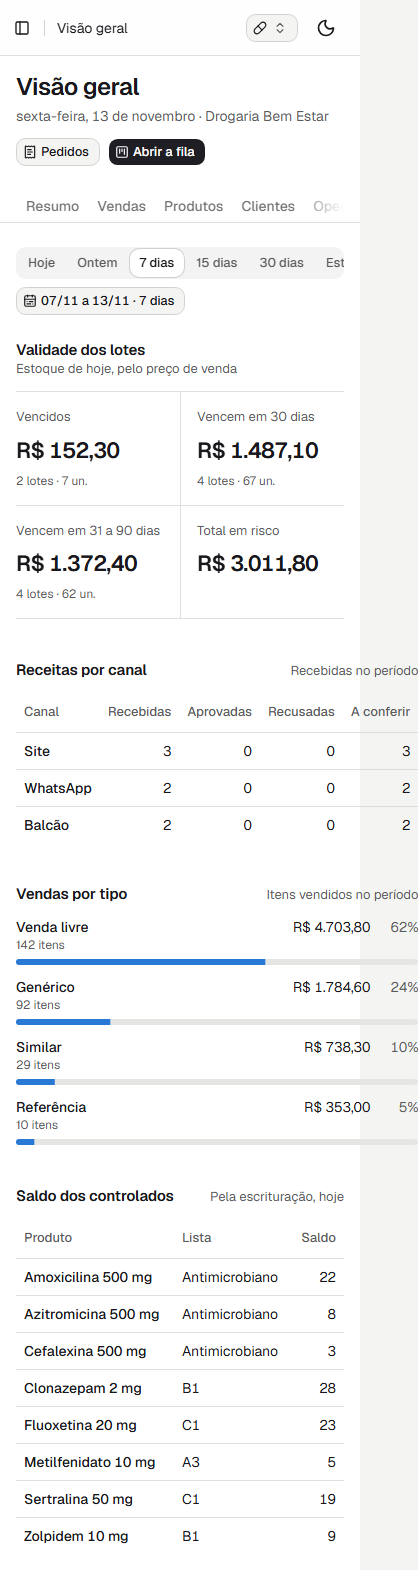 Visão geral
Visão geral
sexta-feira, 13 de novembro · Drogaria Bem Estar
Pedidos Abrir a fila
Resumo Vendas Produtos Clientes Ope
Hoje Ontem 7 dias 15 dias 30 dias Est
07/11 a 13/11 · 7 dias
Validade dos lotes
Estoque de hoje, pelo preço de venda
Vencidos Vencem em 30 dias
R$ 152,30 R$ 1.487,10
2 lotes · 7 un. 4 lotes · 67 un.
Vencem em 31 a 90 dias Total em risco
R$ 1.372,40 R$ 3.011,80
4 lotes · 62 un.
Receitas por canal Recebidas no período
Canal Recebidas Aprovadas Recusadas A conferir
Site 3 0 0 3
WhatsApp 2 0 0 2
Balcão 2 0 0 2
Vendas por tipo Itens vendidos no período
Venda livre R$ 4.703,80 62%
142 itens
Genérico R$ 1.784,60 24%
92 itens
Similar R$ 738,30 10%
29 itens
Referência R$ 353,00 5%
10 itens
Saldo dos controlados Pela escrituração, hoje
Produto Lista Saldo
Amoxicilina 500 mg Antimicrobiano 22
Azitromicina 500 mg Antimicrobiano 8
Cefalexina 500 mg Antimicrobiano 3
Clonazepam 2 mg B1 28
Fluoxetina 20 mg C1 23
Metilfenidato 10 mg A3 5
Sertralina 50 mg C1 19
Zolpidem 10 mg B1 9